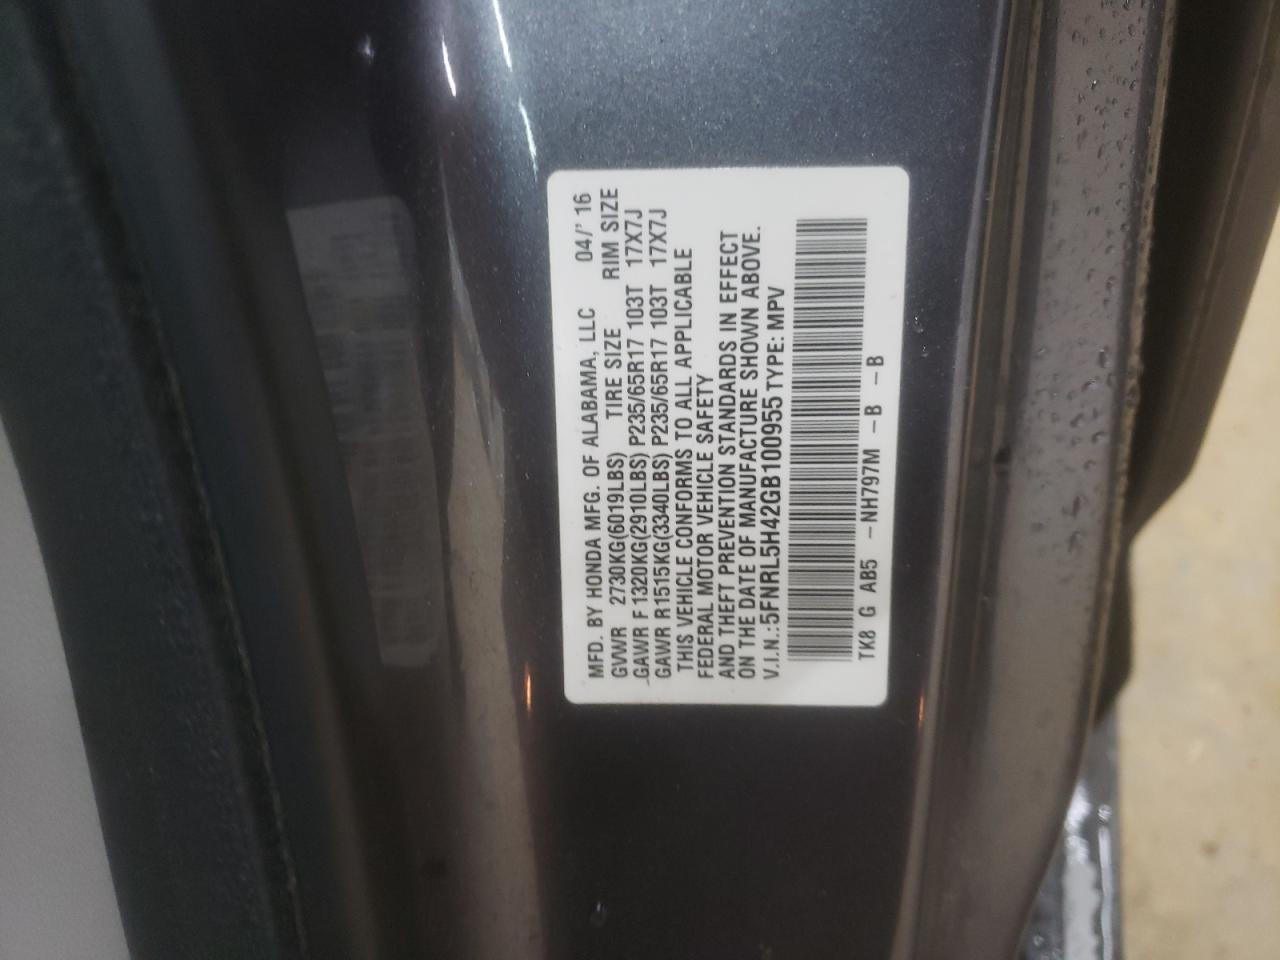 MFD. BY HONDA MFG. OF ALABAMA, LLC 04/' 16
GVWR 2730KG(6019LBS) TIRE SIZE RIM SIZE
GAWR F 1320KG(2910LBS) P235/65R17 103T 17X7J
GAWR R 1515KG(3340LBS) P235/65R17 103T 17X7J
THIS VEHICLE CONFORMS TO ALL APPLICABLE
FEDERAL MOTOR VEHICLE SAFETY
AND THEFT PREVENTION STANDARDS IN EFFECT
ON THE DATE OF MANUFACTURE SHOWN ABOVE.
V.I.N.:5FNRL5H42GB100955 TYPE: MPV
TK8 G AB5 -NH797M -B -B